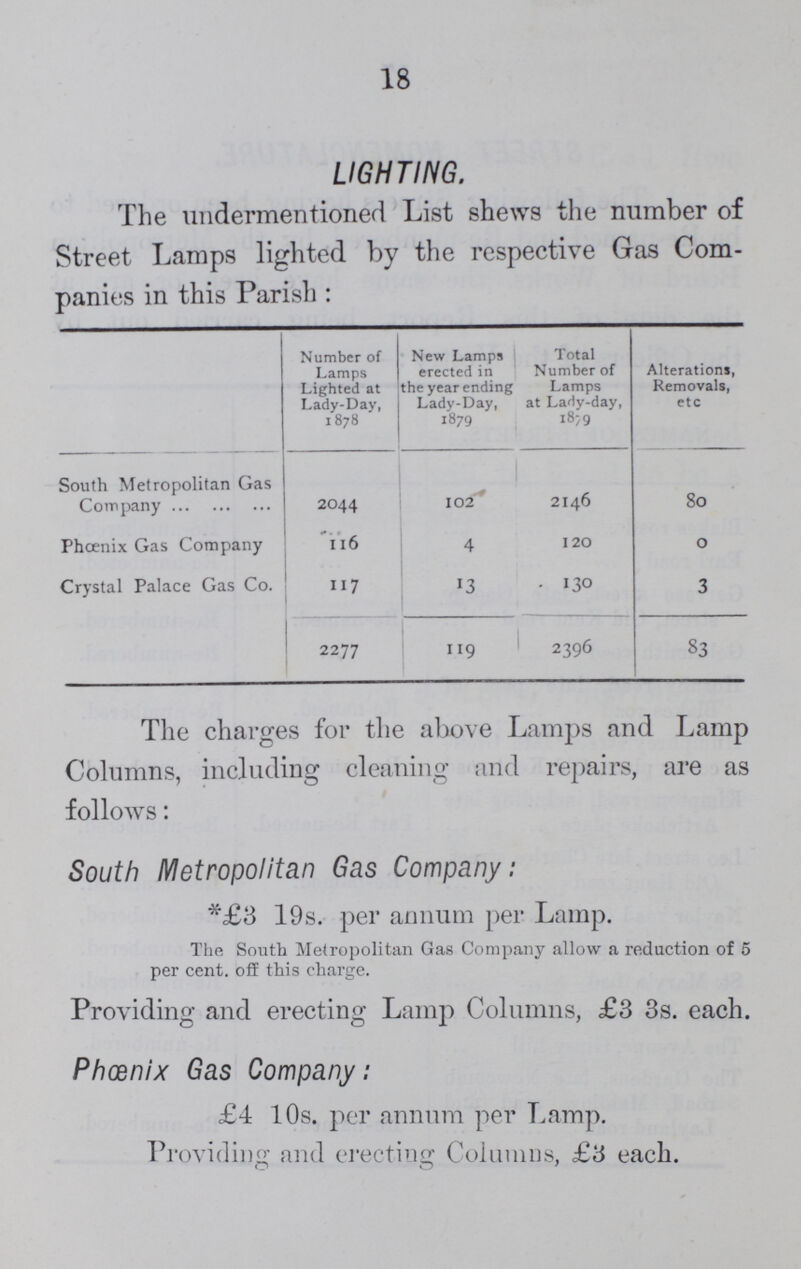 18
LIGHTING.
The undermentioned List shews the number of
Street Lamps lighted by the respective Gas Com-
panies in this Parish :
Number of Lamps Lighted at Lady-Day, 1878 | New Lamps erected in the year ending Lady-Day, 1879 | Total Number of Lamps at Lady-day, 1879 | Alterations, Removals, etc
South Metropolitan Gas
Company ... ... ... 2044 102 2146 80
Phœnix Gas Company 116 4 120 0
Crystal Palace Gas Co. 117 13 130 3
2277 119 2396 83
The charges for the above Lamps and Lamp
Columns, including cleaning and repairs, are as
follows :
South Metropolitan Gas Company :
*£3 19s. per annum per Lamp.
The South Metropolitan Gas Company allow a reduction of 5
per cent. off this charge.
Providing and erecting Lamp Columns, £3 3s. each.
Phœnix Gas Company :
£4 10s. per annum per Lamp.
Providing and erecting Columns, £3 each.